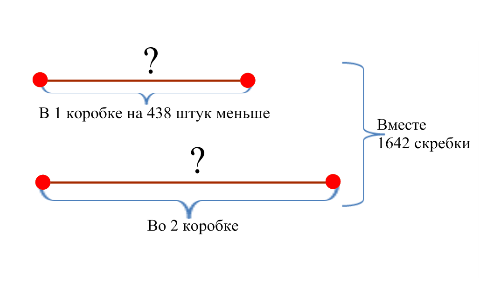 ?
В 1 коробке на 438 штук меньше
Вместе
1642 скребки
?
Во 2 коробке